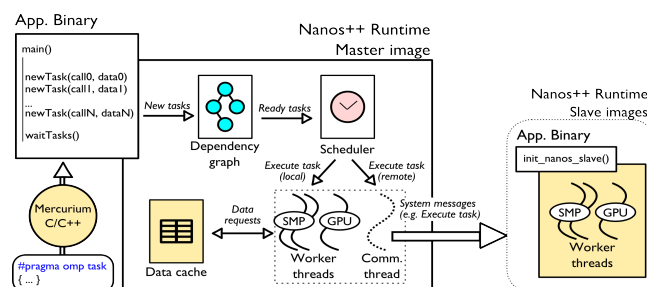 App. Binary
main()
newTask(call0, data0)
newTask(call1, data1)
...
newTask(callN, dataN)
waitTasks()
Mercurium
C/C++
#pragma omp task
{ ... }
Nanos++ Runtime
Master image
New tasks
Dependency
graph
Ready tasks
Scheduler
Execute task
(local)
Execute task
(remote)
Data cache
Data
requests
SMP
GPU
Worker
threads
Comm.
thread
System messages
(e.g. Execute task)
Nanos++ Runtime
Slave images
App. Binary
init_nanos_slave()
SMP
GPU
Worker
threads